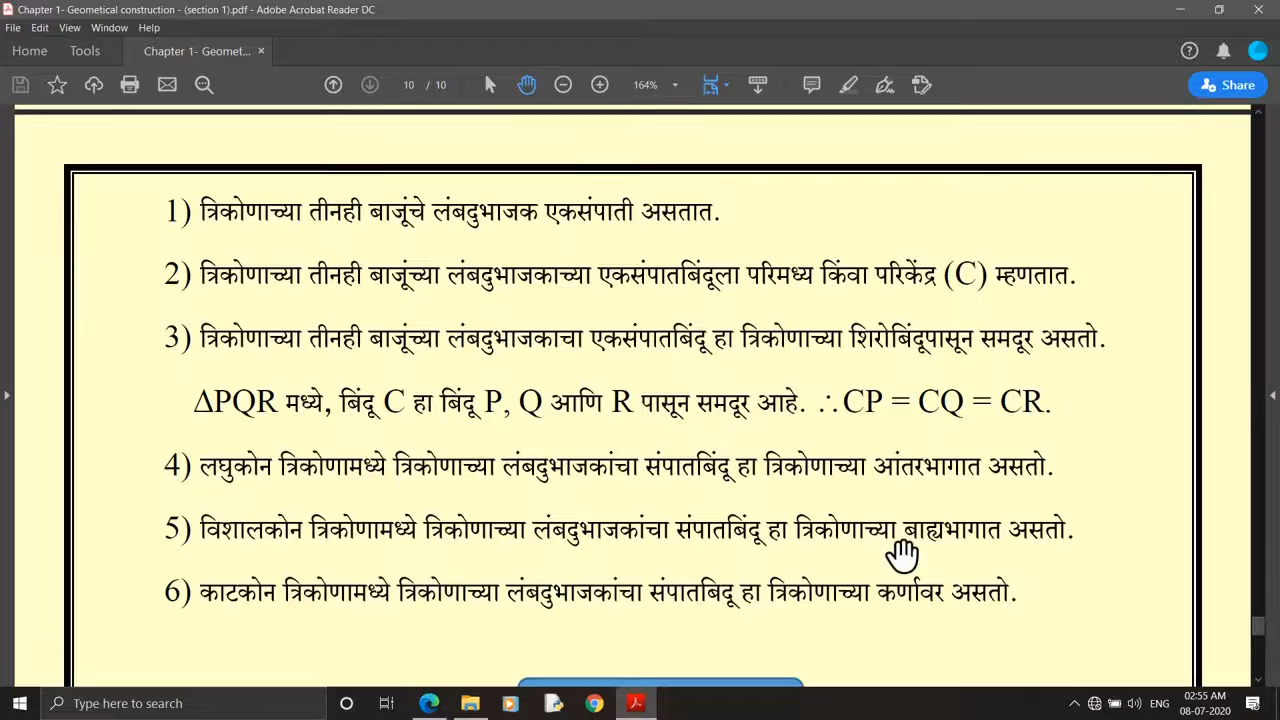 Chapter 1- Geometical construction - (section 1).pdf - Adobe Acrobat Reader DC
File Edit View Window Help
Home Tools Chapter 1- Geomet... ×
10 / 10 164% Share
1) त्रिकोणाच्या तीनही बाजूंचे लंबदुभाजक एकसंपाती असतात.
2) त्रिकोणाच्या तीनही बाजूंच्या लंबदुभाजकाच्या एकसंपातबिंदूला परिमध्य किंवा परिकेंद्र (C) म्हणतात.
3) त्रिकोणाच्या तीनही बाजूंच्या लंबदुभाजकाचा एकसंपातबिंदू हा त्रिकोणाच्या शिरोबिंदूपासून समदूर असतो.
ΔPQR मध्ये, बिंदू C हा बिंदू P, Q आणि R पासून समदूर आहे. ∴CP = CQ = CR.
4) लघुकोन त्रिकोणामध्ये त्रिकोणाच्या लंबदुभाजकांचा संपातबिंदू हा त्रिकोणाच्या आंतरभागात असतो.
5) विशालकोन त्रिकोणामध्ये त्रिकोणाच्या लंबदुभाजकांचा संपातबिंदू हा त्रिकोणाच्या बाह्यभागात असतो.
6) काटकोन त्रिकोणामध्ये त्रिकोणाच्या लंबदुभाजकांचा संपातबिदू हा त्रिकोणाच्या कर्णावर असतो.
Type here to search ENG 02:55 AM
08-07-2020